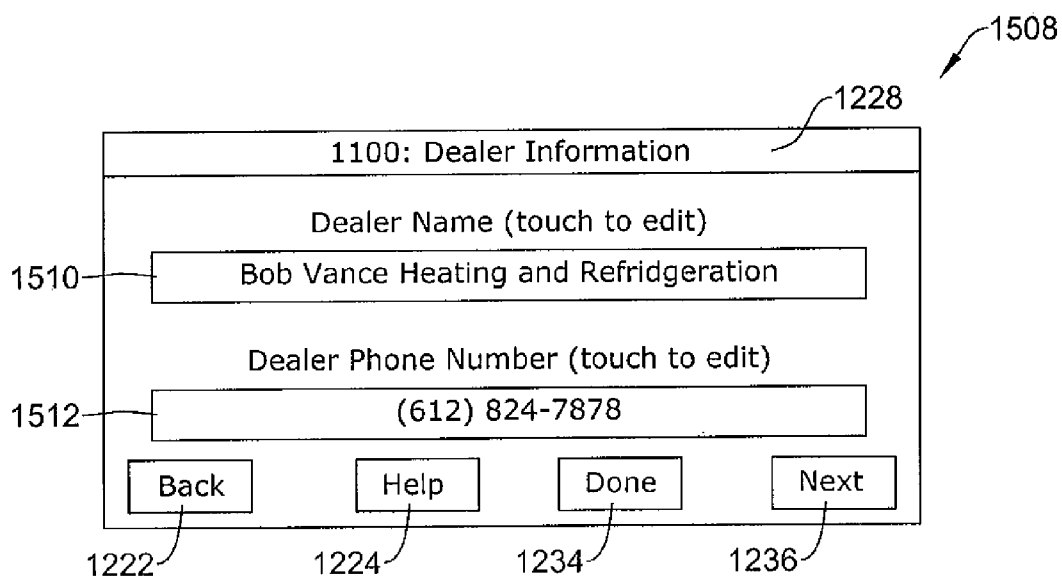 1508
1228
1100: Dealer Information
Dealer Name (touch to edit)
1510
Bob Vance Heating and Refridgeration
Dealer Phone Number (touch to edit)
1512
(612) 824-7878
Back Help Done Next
1222 1224 1234 1236